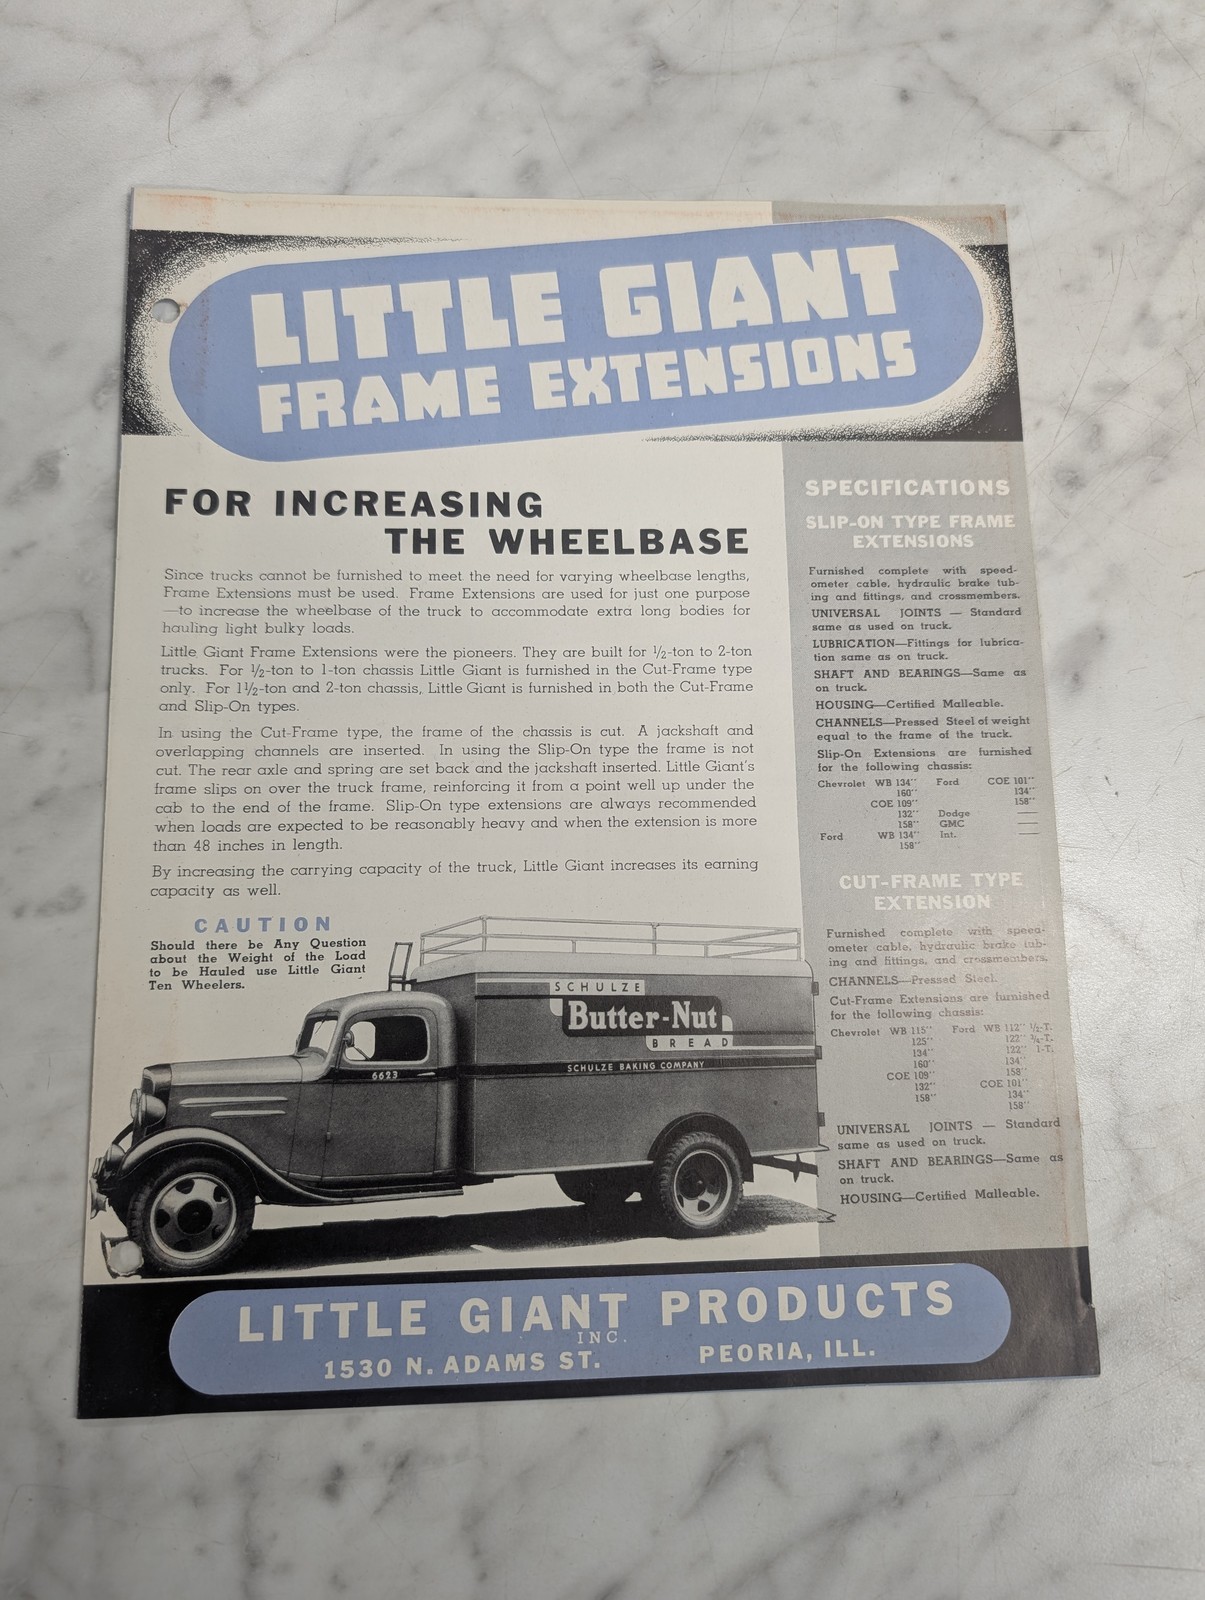 LITTLE GIANT
FRAME EXTENSIONS
FOR INCREASING
THE WHEELBASE
Since trucks cannot be furnished to meet the need for varying wheelbase lengths,
Frame Extensions must be used. Frame Extensions are used for just one purpose
—to increase the wheelbase of the truck to accommodate extra long bodies for
hauling light bulky loads.
Little Giant Frame Extensions were the pioneers. They are built for ½-ton to 2-ton
trucks. For ½-ton to 1-ton chassis Little Giant is furnished in the Cut-Frame type
only. For 1½-ton and 2-ton chassis, Little Giant is furnished in both the Cut-Frame
and Slip-On types.
In using the Cut-Frame type, the frame of the chassis is cut. A jackshaft and
overlapping channels are inserted. In using the Slip-On type the frame is not
cut. The rear axle and spring are set back and the jackshaft inserted. Little Giant's
frame slips on over the truck frame, reinforcing it from a point well up under the
cab to the end of the frame. Slip-On type extensions are always recommended
when loads are expected to be reasonably heavy and when the extension is more
than 48 inches in length.
By increasing the carrying capacity of the truck, Little Giant increases its earning
capacity as well.
CAUTION
Should there be Any Question
about the Weight of the Load
to be Hauled use Little Giant
Ten Wheelers.
SCHULZE
Butter-Nut
BREAD
SCHULZE BAKING COMPANY
6623
SPECIFICATIONS
SLIP-ON TYPE FRAME
EXTENSIONS
Furnished complete with speed-
ometer cable, hydraulic brake tub-
ing and fittings, and crossmembers.
UNIVERSAL JOINTS — Standard
same as used on truck.
LUBRICATION—Fittings for lubrica-
tion same as on truck.
SHAFT AND BEARINGS—Same as
on truck.
HOUSING—Certified Malleable.
CHANNELS—Pressed Steel of weight
equal to the frame of the truck.
Slip-On Extensions are furnished
for the following chassis:
Chevrolet WB 134" Ford COE 101"
160" 134"
COE 109" 158"
132" Dodge —
158" GMC —
Ford WB 134" Int. —
158"
CUT-FRAME TYPE
EXTENSION
Furnished complete with speed-
ometer cable, hydraulic brake tub-
ing and fittings, and crossmembers.
CHANNELS—Pressed Steel.
Cut-Frame Extensions are furnished
for the following chassis:
Chevrolet WB 115" Ford WB 112" ½-T.
125" 122" ¾-T.
134" 122" 1-T.
160" 134"
COE 109" 158"
132" COE 101"
158" 134"
158"
UNIVERSAL JOINTS — Standard
same as used on truck.
SHAFT AND BEARINGS—Same as
on truck.
HOUSING—Certified Malleable.
LITTLE GIANT PRODUCTS
INC.
1530 N. ADAMS ST. PEORIA, ILL.